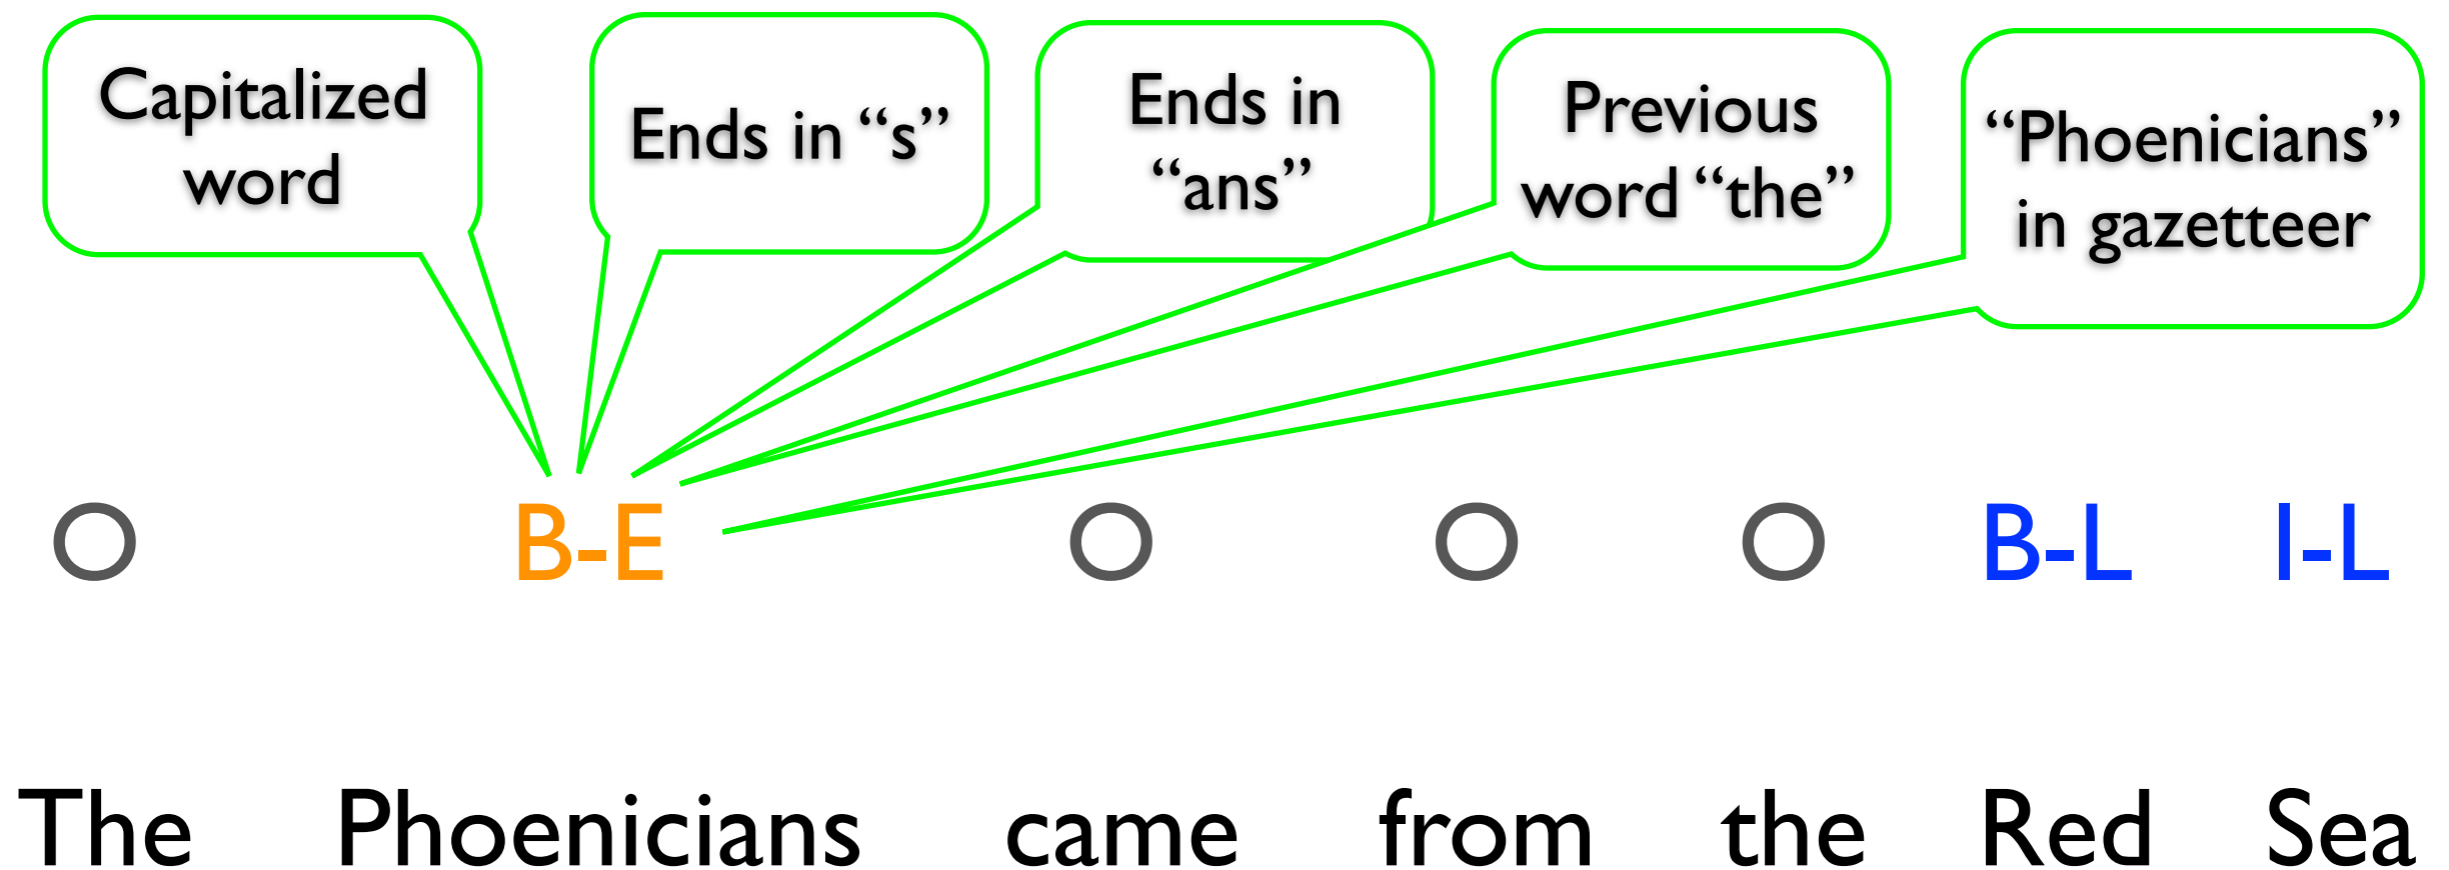 Capitalized
word
Ends in “s”
Ends in
“ans”
Previous
word “the”
“Phoenicians”
in gazetteer
O B-E O O O B-L I-L
The Phoenicians came from the Red Sea